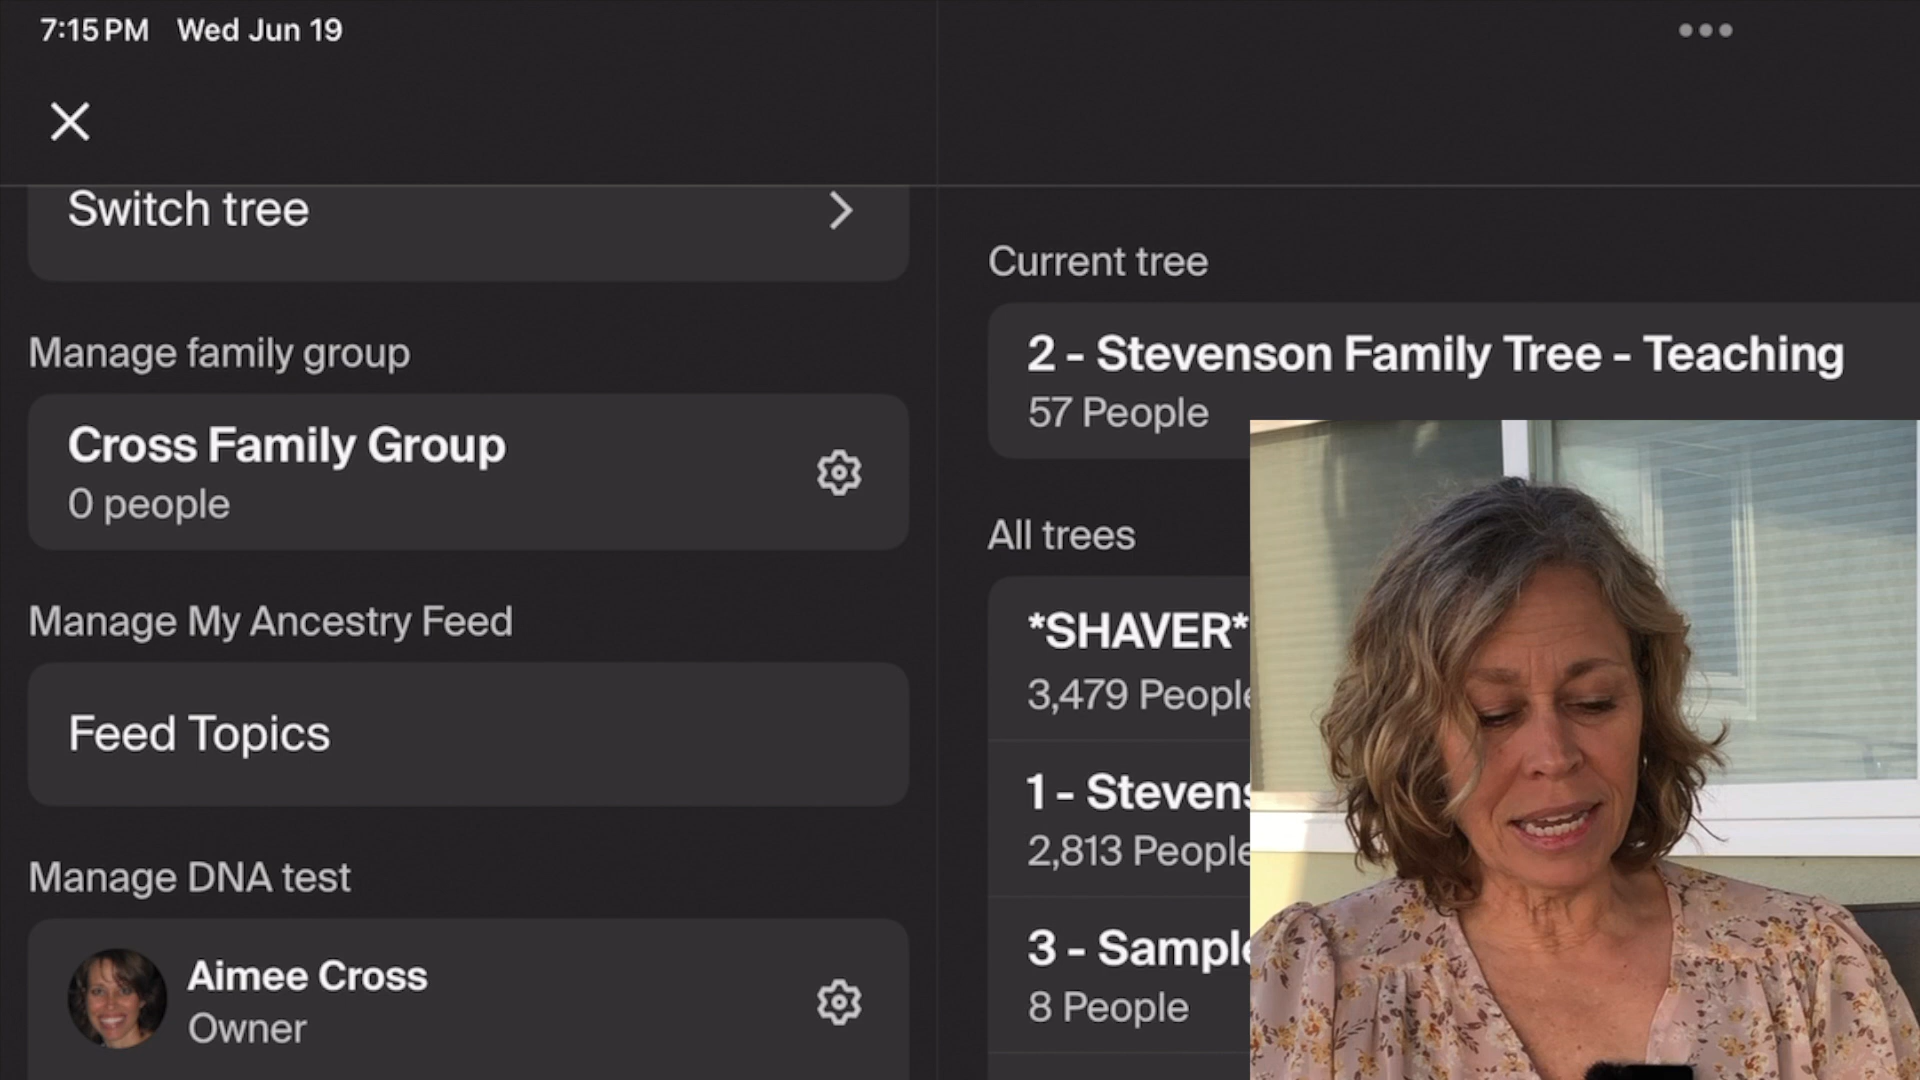 7:15 PM Wed Jun 19
Switch tree
Manage family group
Cross Family Group
0 people
Manage My Ancestry Feed
Feed Topics
Manage DNA test
Aimee Cross
Owner
Current tree
2 - Stevenson Family Tree - Teaching
57 People
All trees
*SHAVER*
3,479 People
1 - Stevens
2,813 People
3 - Sample
8 People